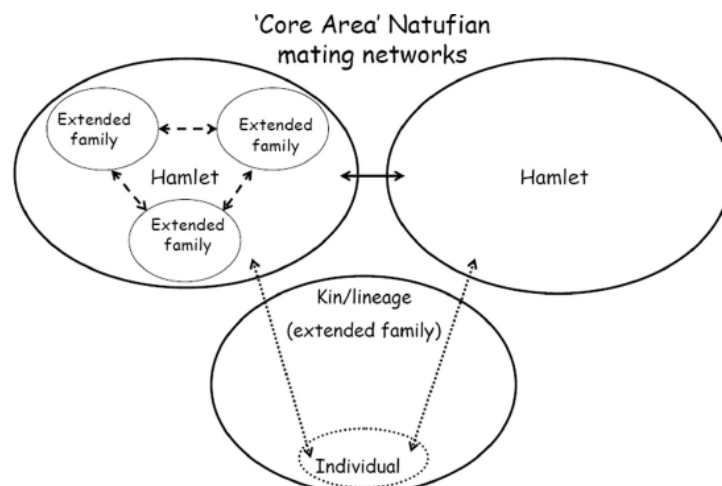 'Core Area' Natufian
mating networks
Extended
family
Extended
family
Hamlet
Extended
family
Hamlet
Kin/lineage
(extended family)
Individual